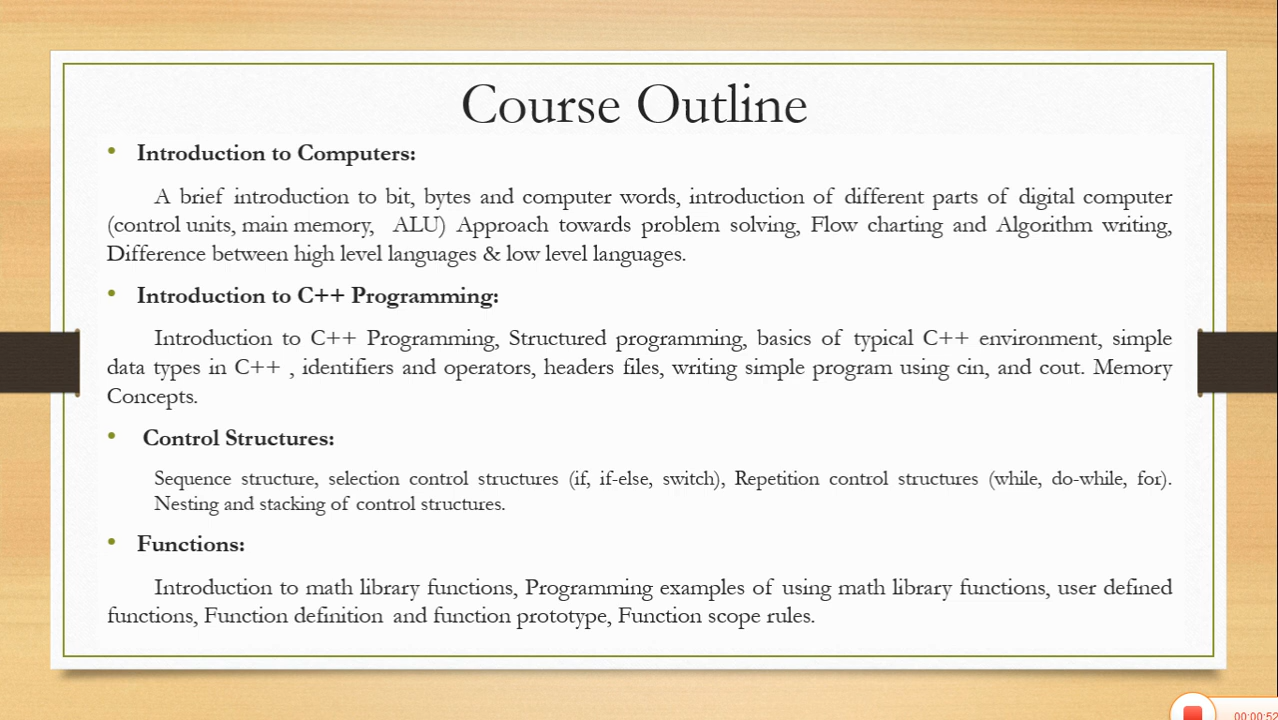 Course Outline
• Introduction to Computers:
A brief introduction to bit, bytes and computer words, introduction of different parts of digital computer
(control units, main memory, ALU) Approach towards problem solving, Flow charting and Algorithm writing,
Difference between high level languages & low level languages.
• Introduction to C++ Programming:
Introduction to C++ Programming, Structured programming, basics of typical C++ environment, simple
data types in C++ , identifiers and operators, headers files, writing simple program using cin, and cout. Memory
Concepts.
• Control Structures:
Sequence structure, selection control structures (if, if-else, switch), Repetition control structures (while, do-while, for).
Nesting and stacking of control structures.
• Functions:
Introduction to math library functions, Programming examples of using math library functions, user defined
functions, Function definition and function prototype, Function scope rules.
00:00:52